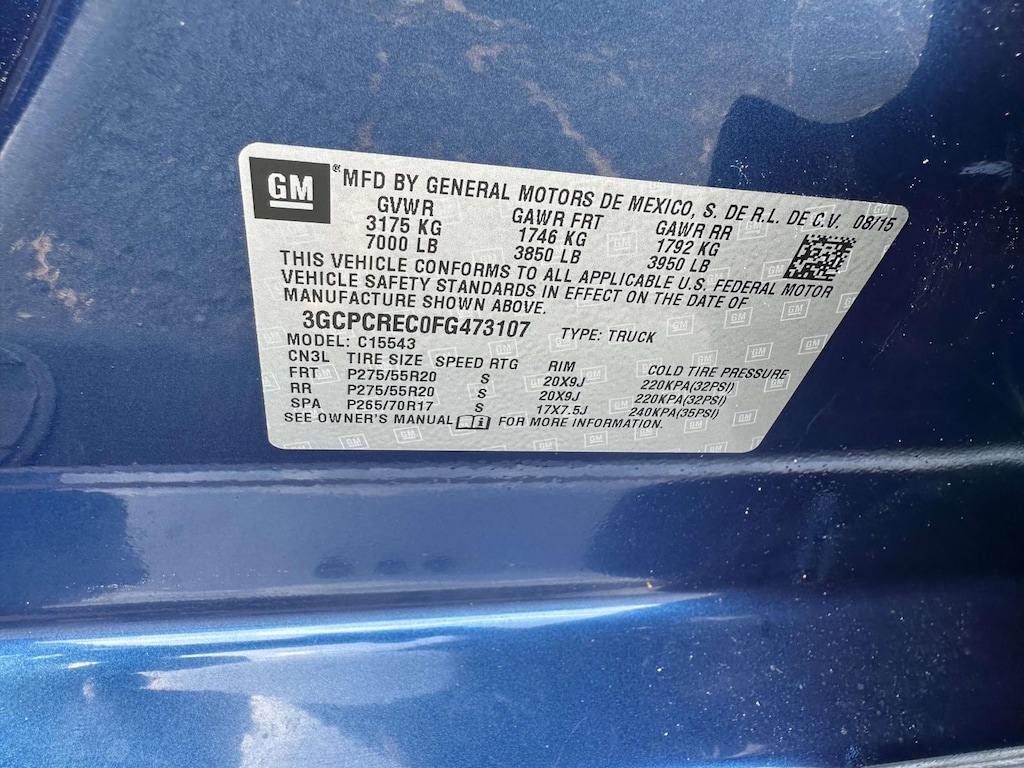 GM ® MFD BY GENERAL MOTORS DE MEXICO, S. DE R.L. DE C.V. 08/15
GVWR GAWR FRT GAWR RR
3175 KG 1746 KG 1792 KG
7000 LB 3850 LB 3950 LB
THIS VEHICLE CONFORMS TO ALL APPLICABLE U.S. FEDERAL MOTOR
VEHICLE SAFETY STANDARDS IN EFFECT ON THE DATE OF
MANUFACTURE SHOWN ABOVE.
3GCPCREC0FG473107 TYPE: TRUCK
MODEL: C15543
CN3L TIRE SIZE SPEED RTG RIM COLD TIRE PRESSURE
FRT P275/55R20 S 20X9J 220KPA(32PSI)
RR P275/55R20 S 20X9J 220KPA(32PSI)
SPA P265/70R17 S 17X7.5J 240KPA(35PSI)
SEE OWNER'S MANUAL FOR MORE INFORMATION.